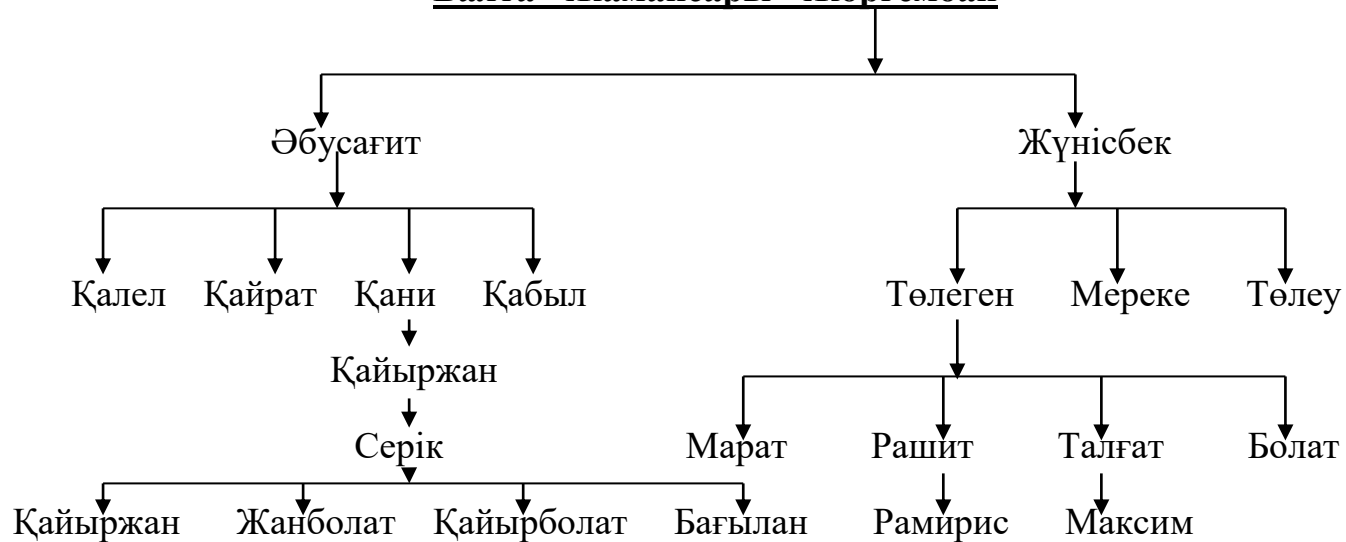 Әбусағит Жүнісбек
Қалел Қайрат Қани Қабыл Төлеген Мереке Төлеу
Қайыржан
Серік Марат Рашит Талғат Болат
Қайыржан Жанболат Қайырболат Бағылан Рамирис Максим